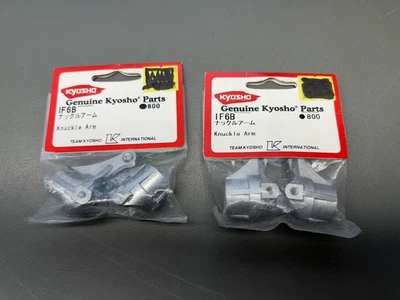 KYOSHO
Genuine Kyosho® Parts
IF6B ●800
ナックルアーム
Knuckle Arm
TEAM KYOSHO K INTERNATIONAL
KYOSHO
Genuine Kyosho® Parts
IF6B ●800
ナックルアーム
Knuckle Arm
TEAM KYOSHO K INTERNATIONAL